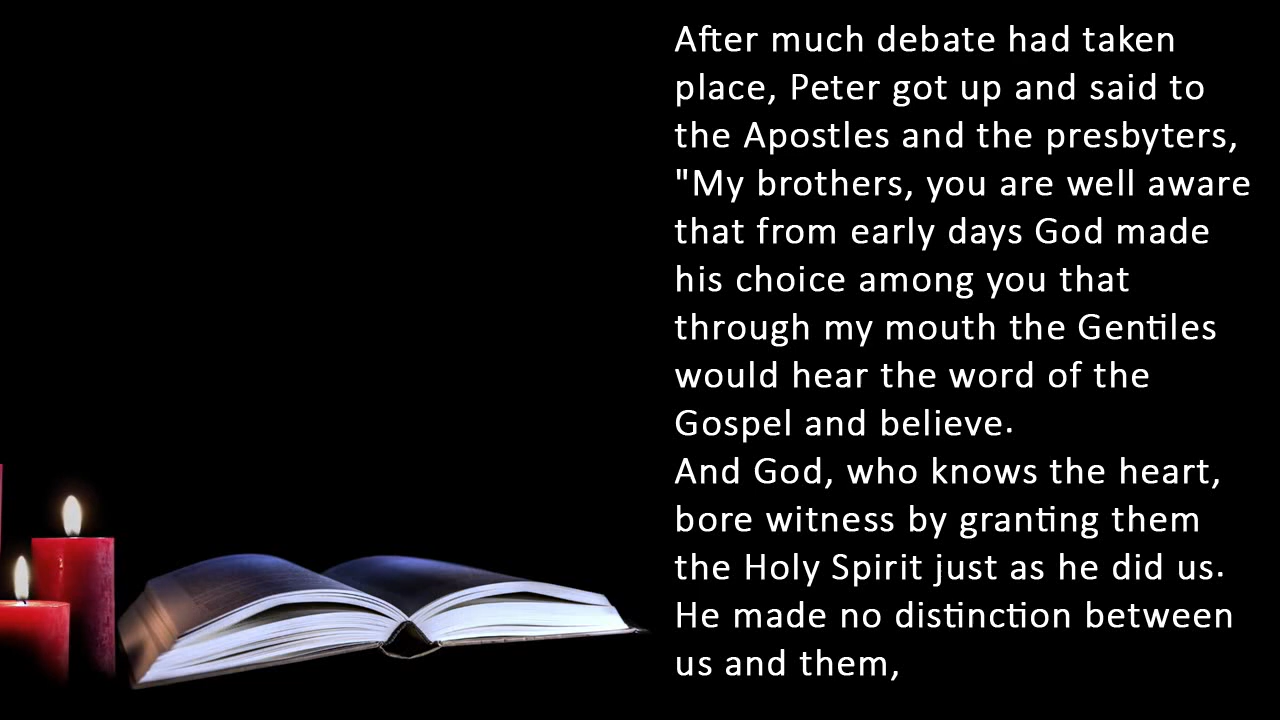 After much debate had taken
place, Peter got up and said to
the Apostles and the presbyters,
"My brothers, you are well aware
that from early days God made
his choice among you that
through my mouth the Gentiles
would hear the word of the
Gospel and believe.
And God, who knows the heart,
bore witness by granting them
the Holy Spirit just as he did us.
He made no distinction between
us and them,